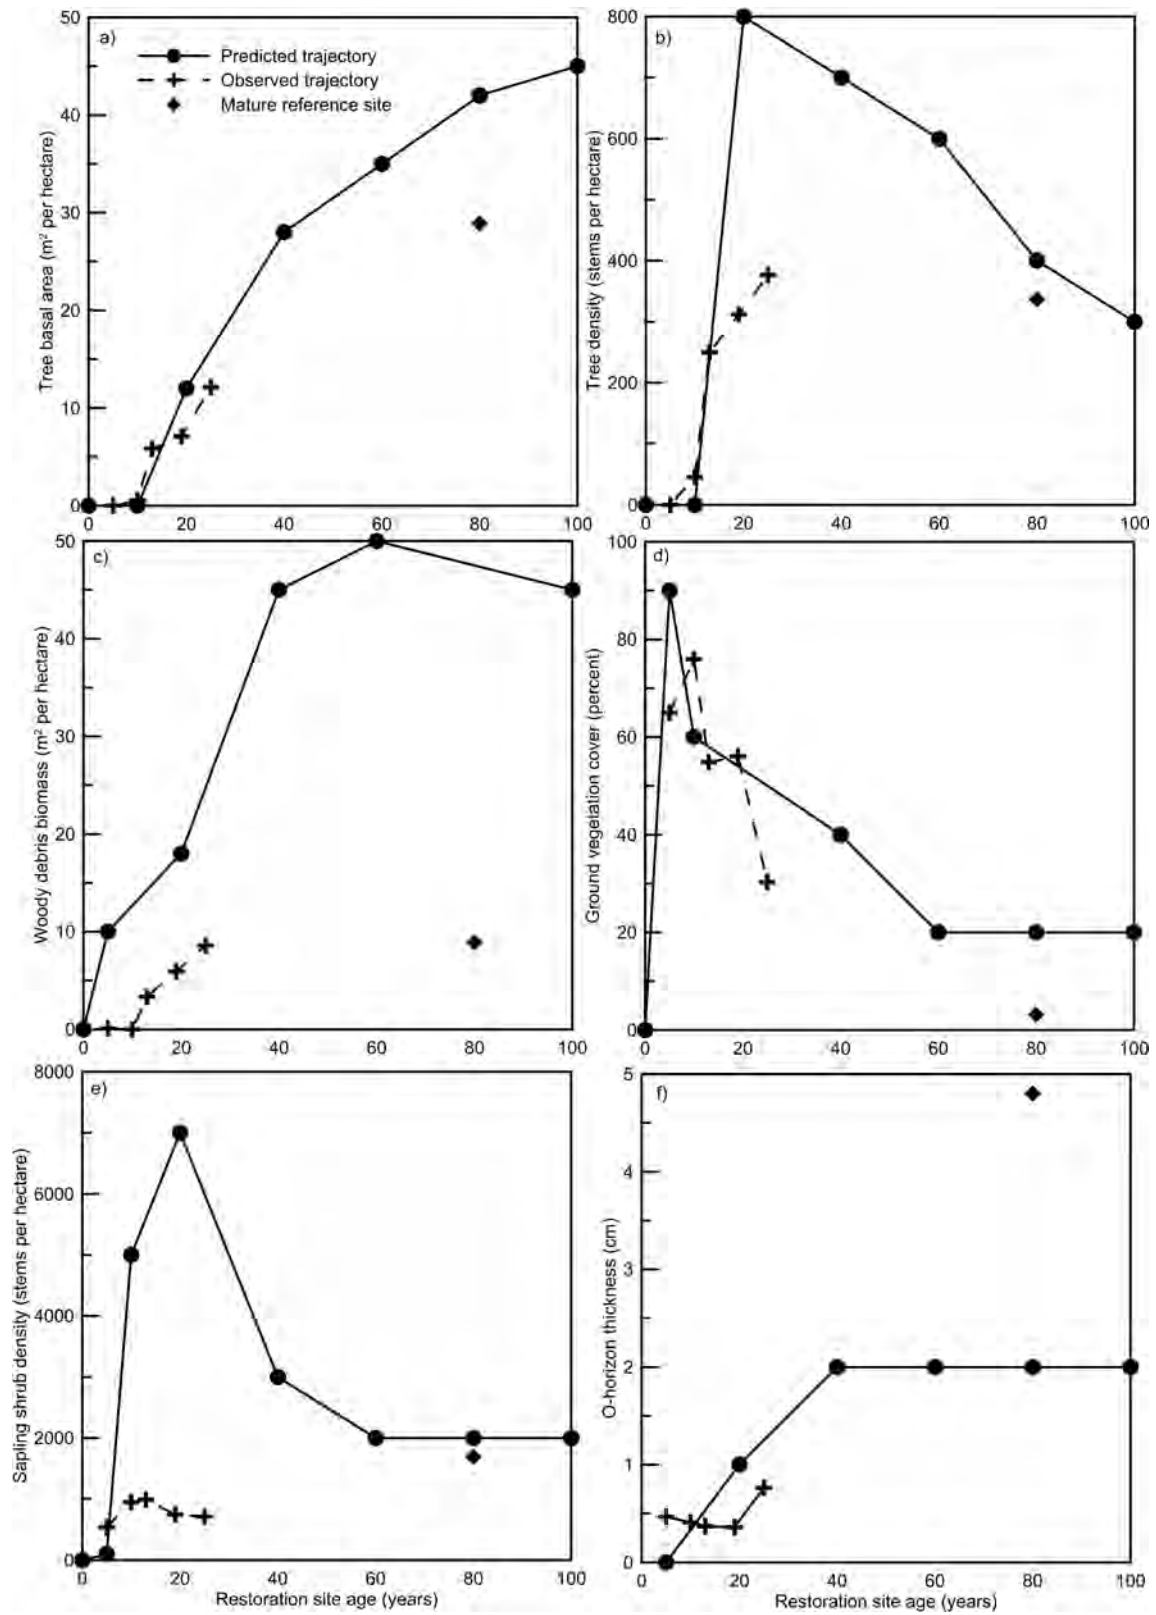 a)
Predicted trajectory
Observed trajectory
Mature reference site
Tree basal area (m² per hectare)
50
40
30
20
10
0
0 20 40 60 80 100
b)
Tree density (stems per hectare)
800
600
400
200
0
0 20 40 60 80 100
c)
Woody debris biomass (m² per hectare)
50
40
30
20
10
0
0 20 40 60 80 100
d)
Ground vegetation cover (percent)
100
80
60
40
20
0
0 20 40 60 80 100
e)
Sapling shrub density (stems per hectare)
8000
6000
4000
2000
0
0 20 40 60 80 100
Restoration site age (years)
f)
O-horizon thickness (cm)
5
4
3
2
1
0
0 20 40 60 80 100
Restoration site age (years)